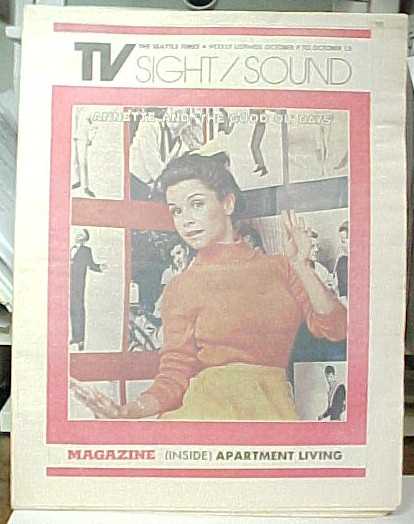 THE SEATTLE TIMES • WEEKLY LISTINGS OCTOBER 9 TO OCTOBER 15
TV SIGHT/SOUND
ANNETTE AND 'THE GOOD OL' DAYS'
MAGAZINE (INSIDE) APARTMENT LIVING